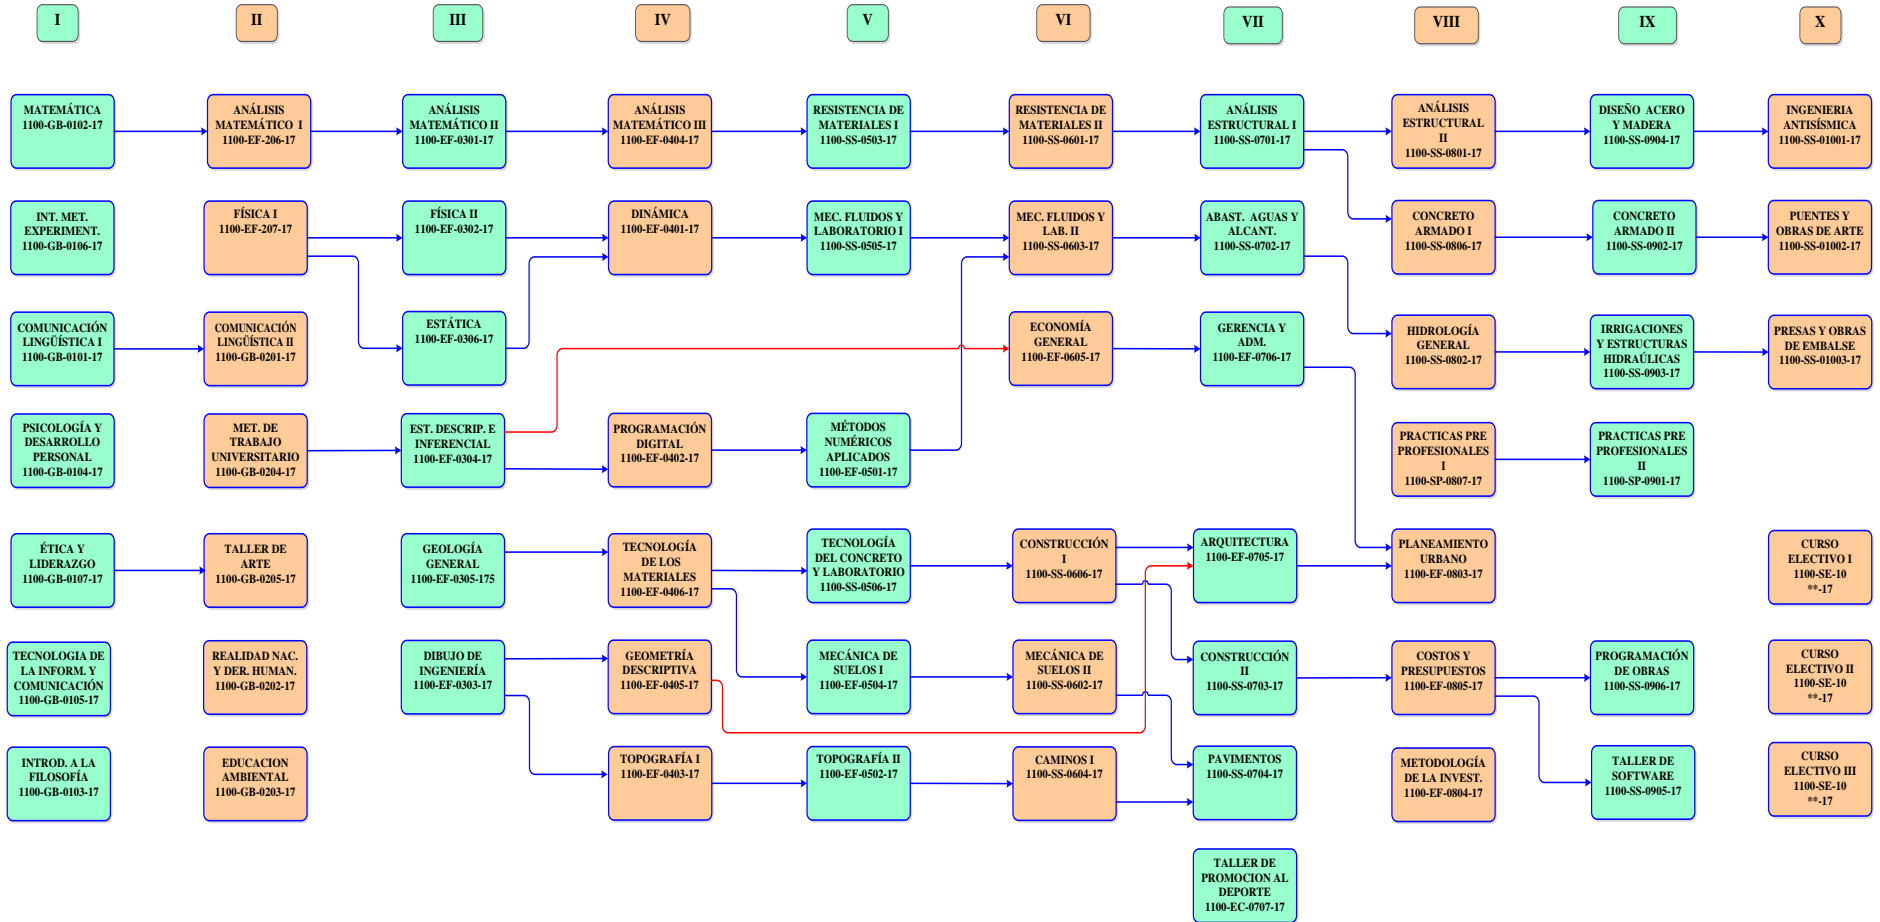 I
II
III
IV
V
VI
VII
VIII
IX
X
MATEMÁTICA
1100-GB-0102-17
ANÁLISIS
MATEMÁTICO I
1100-EF-206-17
ANÁLISIS
MATEMÁTICO II
1100-EF-0301-17
ANÁLISIS
MATEMÁTICO III
1100-EF-0404-17
RESISTENCIA DE
MATERIALES I
1100-SS-0503-17
RESISTENCIA DE
MATERIALES II
1100-SS-0601-17
ANÁLISIS
ESTRUCTURAL I
1100-SS-0701-17
ANÁLISIS
ESTRUCTURAL
II
1100-SS-0801-17
DISEÑO ACERO
Y MADERA
1100-SS-0904-17
INGENIERIA
ANTISÍSMICA
1100-SS-01001-17
INT. MET.
EXPERIMENT.
1100-GB-0106-17
FÍSICA I
1100-EF-207-17
FÍSICA II
1100-EF-0302-17
DINÁMICA
1100-EF-0401-17
MEC. FLUIDOS Y
LABORATORIO I
1100-SS-0505-17
MEC. FLUIDOS Y
LAB. II
1100-SS-0603-17
ABAST. AGUAS Y
ALCANT.
1100-SS-0702-17
CONCRETO
ARMADO I
1100-SS-0806-17
CONCRETO
ARMADO II
1100-SS-0902-17
PUENTES Y
OBRAS DE ARTE
1100-SS-01002-17
COMUNICACIÓN
LINGÜÍSTICA I
1100-GB-0101-17
COMUNICACIÓN
LINGÜÍSTICA II
1100-GB-0201-17
ESTÁTICA
1100-EF-0306-17
ECONOMÍA
GENERAL
1100-EF-0605-17
GERENCIA Y
ADM.
1100-EF-0706-17
HIDROLOGÍA
GENERAL
1100-SS-0802-17
IRRIGACIONES
Y ESTRUCTURAS
HIDRAÚLICAS
1100-SS-0903-17
PRESAS Y OBRAS
DE EMBALSE
1100-SS-01003-17
PSICOLOGÍA Y
DESARROLLO
PERSONAL
1100-GB-0104-17
MET. DE
TRABAJO
UNIVERSITARIO
1100-GB-0204-17
EST. DESCRIP. E
INFERENCIAL
1100-EF-0304-17
PROGRAMACIÓN
DIGITAL
1100-EF-0402-17
MÉTODOS
NUMÉRICOS
APLICADOS
1100-EF-0501-17
PRACTICAS PRE
PROFESIONALES
I
1100-SP-0807-17
PRACTICAS PRE
PROFESIONALES
II
1100-SP-0901-17
ÉTICA Y
LIDERAZGO
1100-GB-0107-17
TALLER DE
ARTE
1100-GB-0205-17
GEOLOGÍA
GENERAL
1100-EF-0305-175
TECNOLOGÍA
DE LOS
MATERIALES
1100-EF-0406-17
TECNOLOGÍA
DEL CONCRETO
Y LABORATORIO
1100-SS-0506-17
CONSTRUCCIÓN
I
1100-SS-0606-17
ARQUITECTURA
1100-EF-0705-17
PLANEAMIENTO
URBANO
1100-EF-0803-17
CURSO
ELECTIVO I
1100-SE-10
**-17
TECNOLOGIA DE
LA INFORM. Y
COMUNICACIÓN
1100-GB-0105-17
REALIDAD NAC.
Y DER. HUMAN.
1100-GB-0202-17
DIBUJO DE
INGENIERÍA
1100-EF-0303-17
GEOMETRÍA
DESCRIPTIVA
1100-EF-0405-17
MECÁNICA DE
SUELOS I
1100-EF-0504-17
MECÁNICA DE
SUELOS II
1100-SS-0602-17
CONSTRUCCIÓN
II
1100-SS-0703-17
COSTOS Y
PRESUPUESTOS
1100-EF-0805-17
PROGRAMACIÓN
DE OBRAS
1100-SS-0906-17
CURSO
ELECTIVO II
1100-SE-10
**-17
INTROD. A LA
FILOSOFÍA
1100-GB-0103-17
EDUCACION
AMBIENTAL
1100-GB-0203-17
TOPOGRAFÍA I
1100-EF-0403-17
TOPOGRAFÍA II
1100-EF-0502-17
CAMINOS I
1100-SS-0604-17
PAVIMENTOS
1100-SS-0704-17
METODOLOGÍA
DE LA INVEST.
1100-EF-0804-17
TALLER DE
SOFTWARE
1100-SS-0905-17
CURSO
ELECTIVO III
1100-SE-10
**-17
TALLER DE
PROMOCION AL
DEPORTE
1100-EC-0707-17